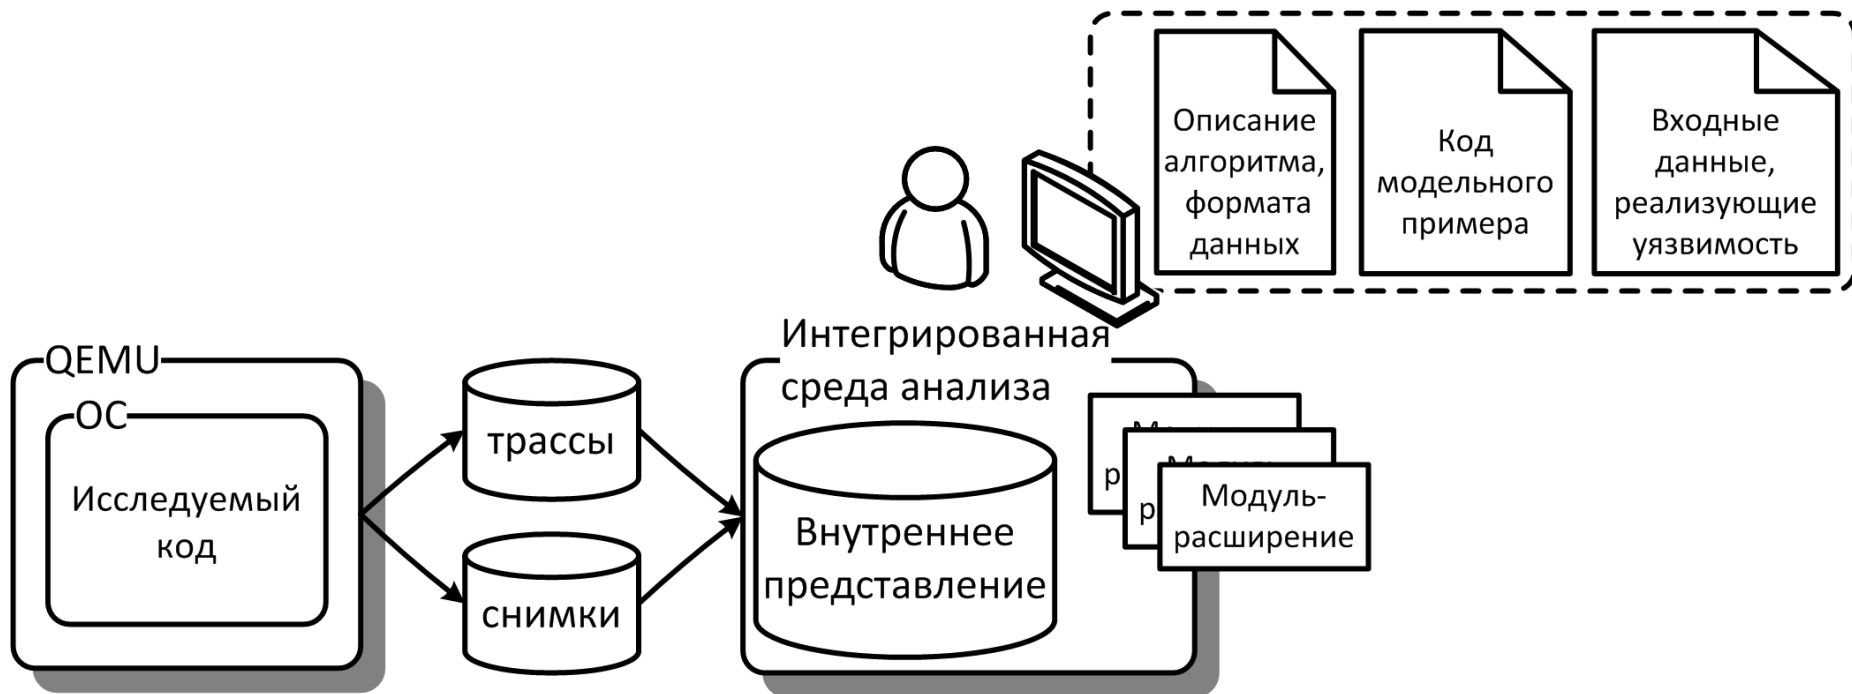 Описание
алгоритма,
формата
данных
Код
модельного
примера
Входные
данные,
реализующие
уязвимость
QEMU
ОС
Исследуемый
код
трассы
снимки
Интегрированная
среда анализа
Внутреннее
представление
Модуль-
расширение